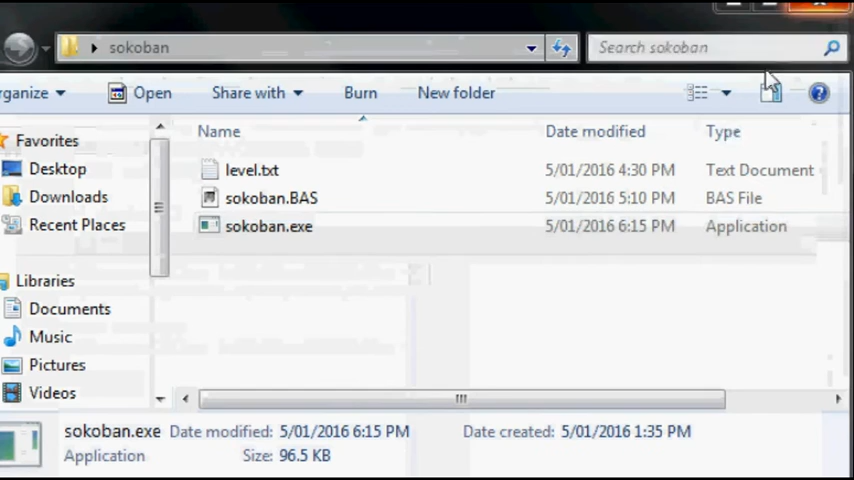 sokoban
Search sokoban
rganize
Open
Share with
Burn
New folder
Name
Date modified
Type
Favorites
Desktop
Downloads
Recent Places
Libraries
Documents
Music
Pictures
Videos
level.txt 5/01/2016 4:30 PM Text Document
sokoban.BAS 5/01/2016 5:10 PM BAS File
sokoban.exe 5/01/2016 6:15 PM Application
sokoban.exe Date modified: 5/01/2016 6:15 PM Date created: 5/01/2016 1:35 PM
Application Size: 96.5 KB